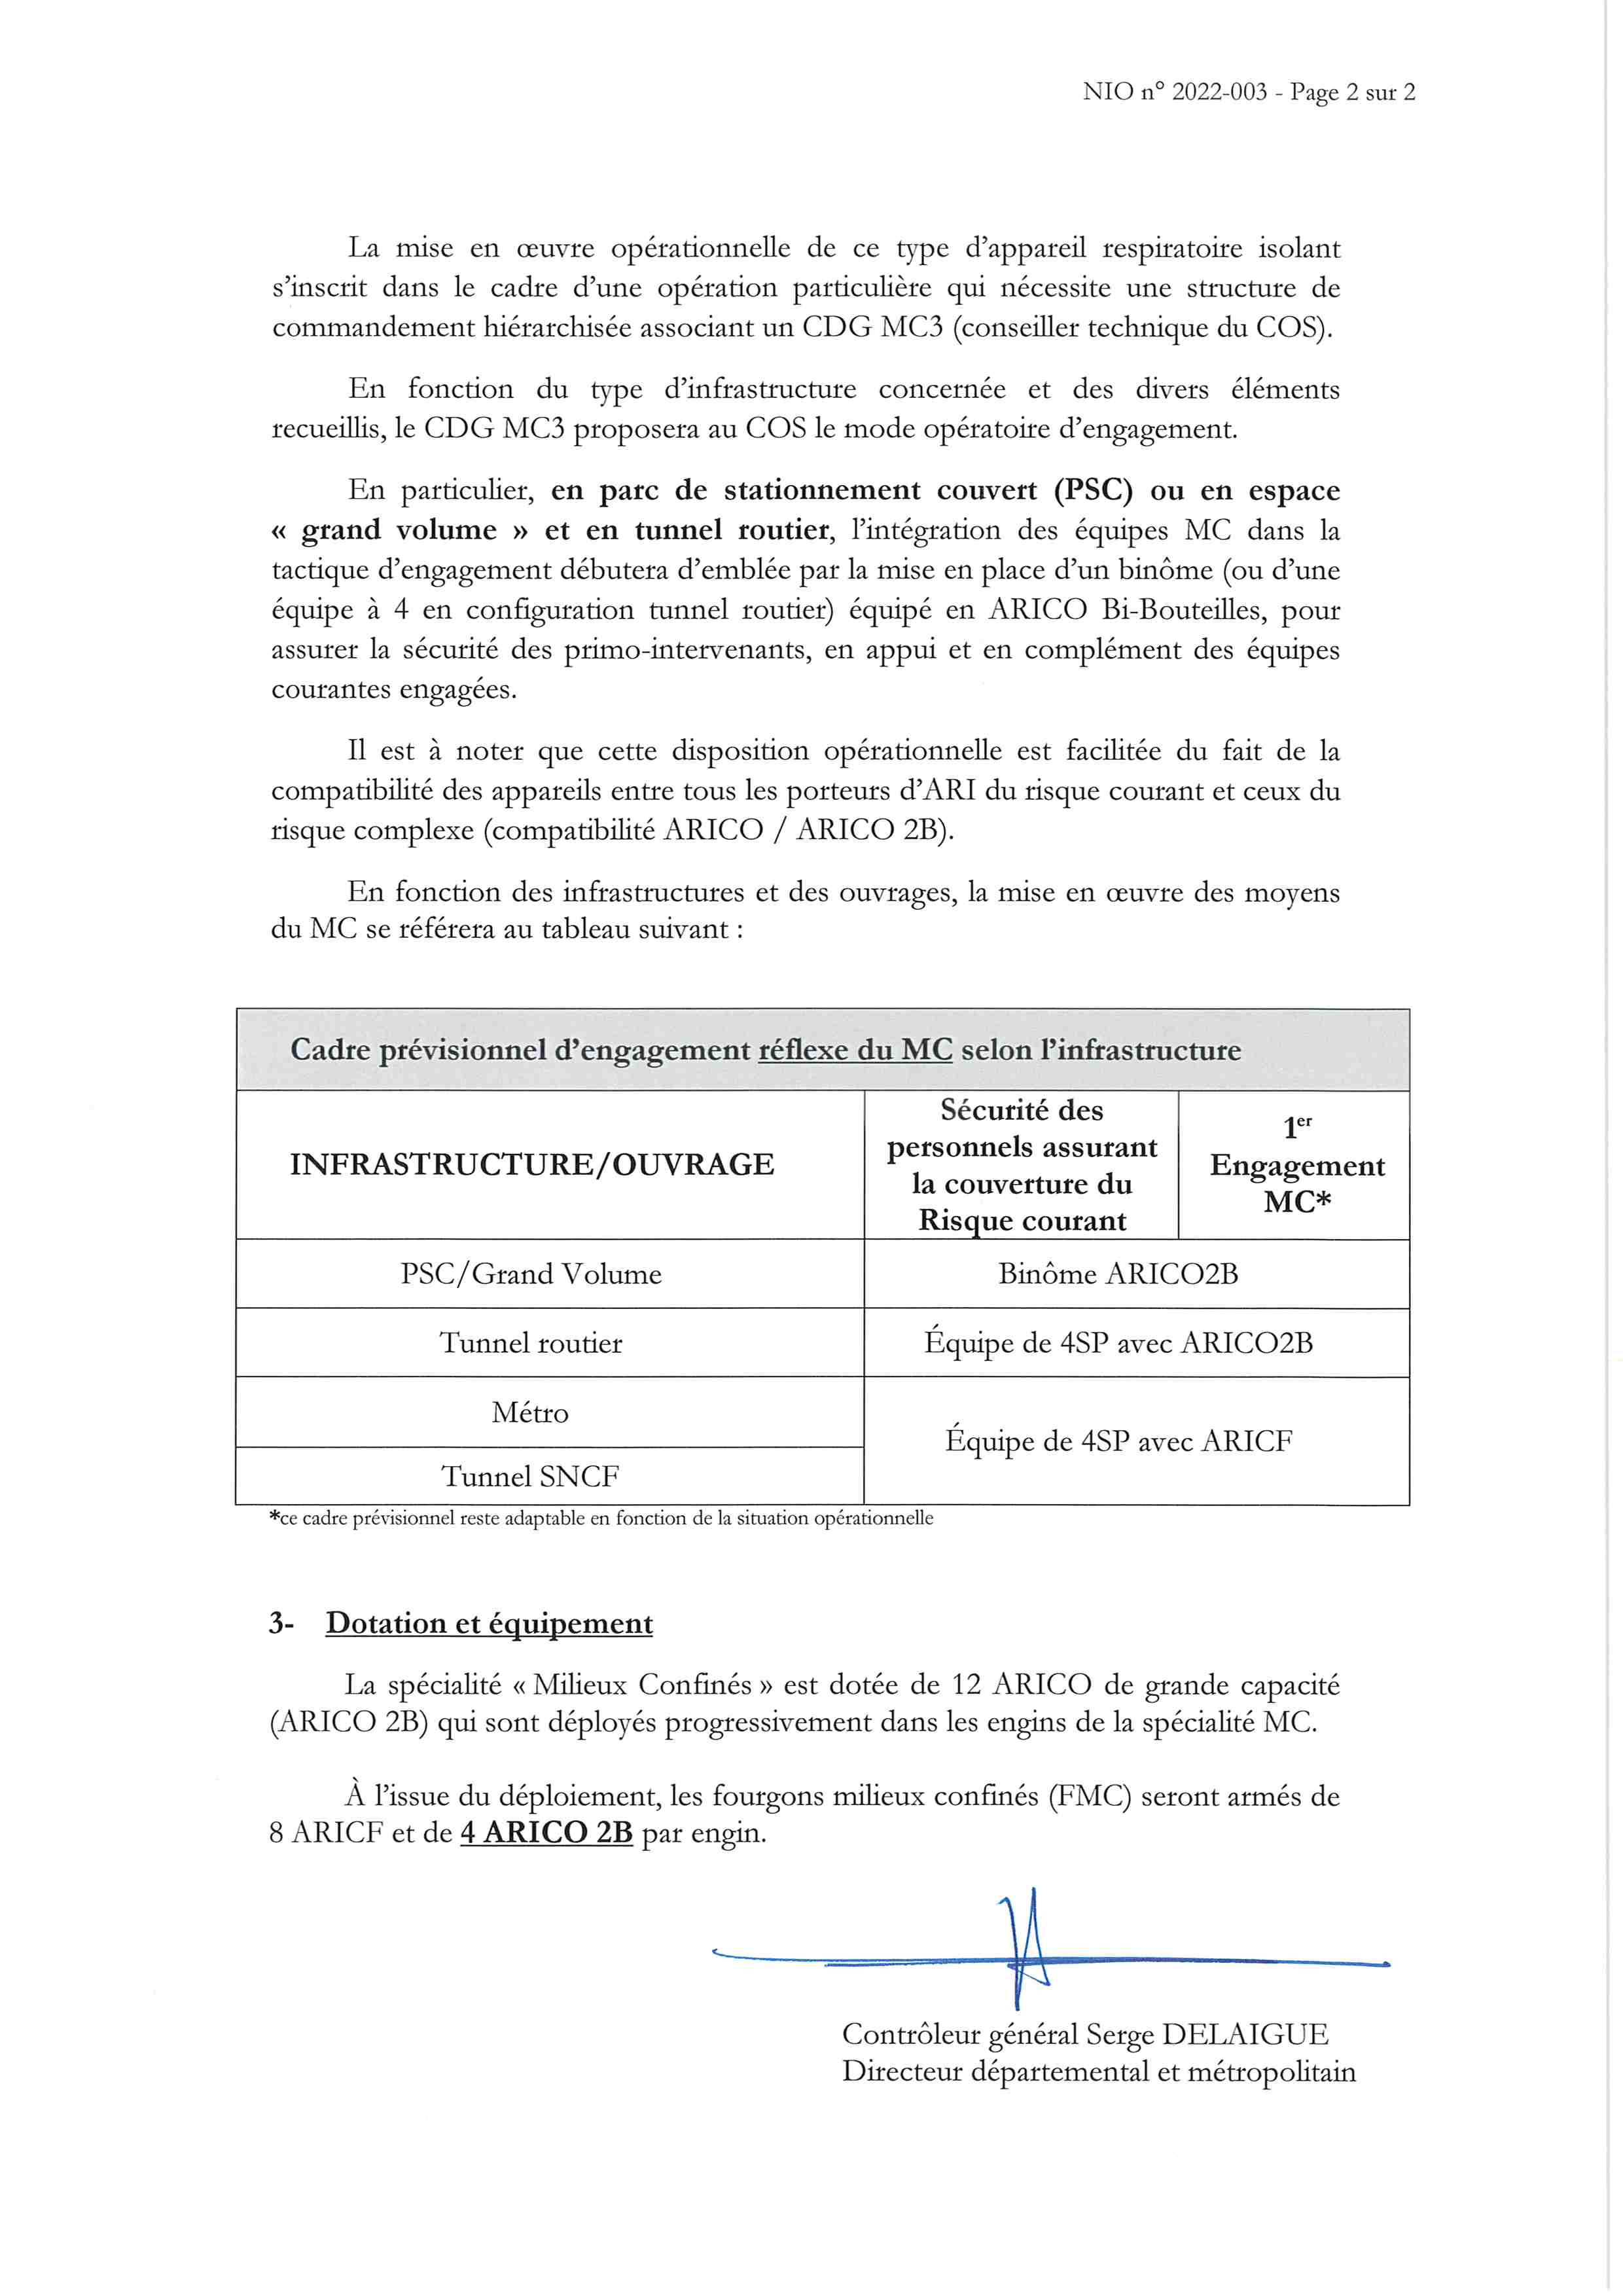 NIO n° 2022-003 - Page 2 sur 2
La mise en œuvre opérationnelle de ce type d'appareil respiratoire isolant
s'inscrit dans le cadre d'une opération particulière qui nécessite une structure de
commandement hiérarchisée associant un CDG MC3 (conseiller technique du COS).
En fonction du type d'infrastructure concernée et des divers éléments
recueillis, le CDG MC3 proposera au COS le mode opératoire d'engagement.
En particulier, en parc de stationnement couvert (PSC) ou en espace
« grand volume » et en tunnel routier, l'intégration des équipes MC dans la
tactique d'engagement débutera d'emblée par la mise en place d'un binôme (ou d'une
équipe à 4 en configuration tunnel routier) équipé en ARICO Bi-Bouteilles, pour
assurer la sécurité des primo-intervenants, en appui et en complément des équipes
courantes engagées.
Il est à noter que cette disposition opérationnelle est facilitée du fait de la
compatibilité des appareils entre tous les porteurs d'ARI du risque courant et ceux du
risque complexe (compatibilité ARICO / ARICO 2B).
En fonction des infrastructures et des ouvrages, la mise en œuvre des moyens
du MC se référera au tableau suivant :
Cadre prévisionnel d'engagement réflexe du MC selon l'infrastructure
INFRASTRUCTURE/OUVRAGE
Sécurité des
personnels assurant
la couverture du
Risque courant
1er
Engagement
MC*
PSC/Grand Volume
Binôme ARICO2B
Tunnel routier
Équipe de 4SP avec ARICO2B
Métro
Équipe de 4SP avec ARICF
Tunnel SNCF
*ce cadre prévisionnel reste adaptable en fonction de la situation opérationnelle
3- Dotation et équipement
La spécialité « Milieux Confinés » est dotée de 12 ARICO de grande capacité
(ARICO 2B) qui sont déployés progressivement dans les engins de la spécialité MC.
À l'issue du déploiement, les fourgons milieux confinés (FMC) seront armés de
8 ARICF et de 4 ARICO 2B par engin.
Contrôleur général Serge DELAIGUE
Directeur départemental et métropolitain